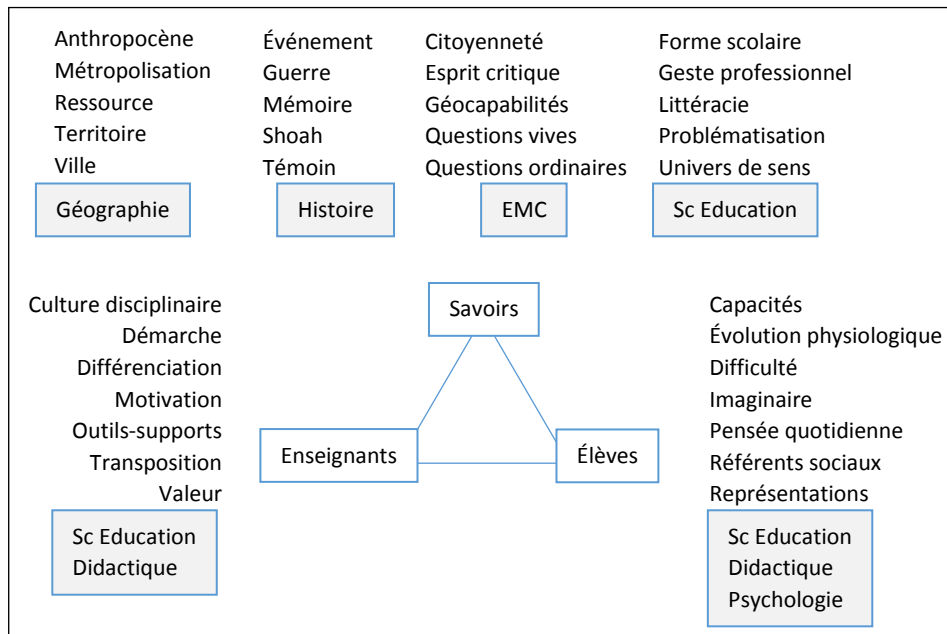 Anthropocène
Métropolisation
Ressource
Territoire
Ville
Géographie
Événement
Guerre
Mémoire
Shoah
Témoin
Histoire
Citoyenneté
Esprit critique
Géocapabilités
Questions vives
Questions ordinaires
EMC
Forme scolaire
Geste professionnel
Littéracie
Problématisation
Univers de sens
Sc Education
Culture disciplinaire
Démarche
Différenciation
Motivation
Outils-supports
Transposition
Valeur
Sc Education
Didactique
Savoirs
Enseignants
Élèves
Capacités
Évolution physiologique
Difficulté
Imaginaire
Pensée quotidienne
Référents sociaux
Représentations
Sc Education
Didactique
Psychologie